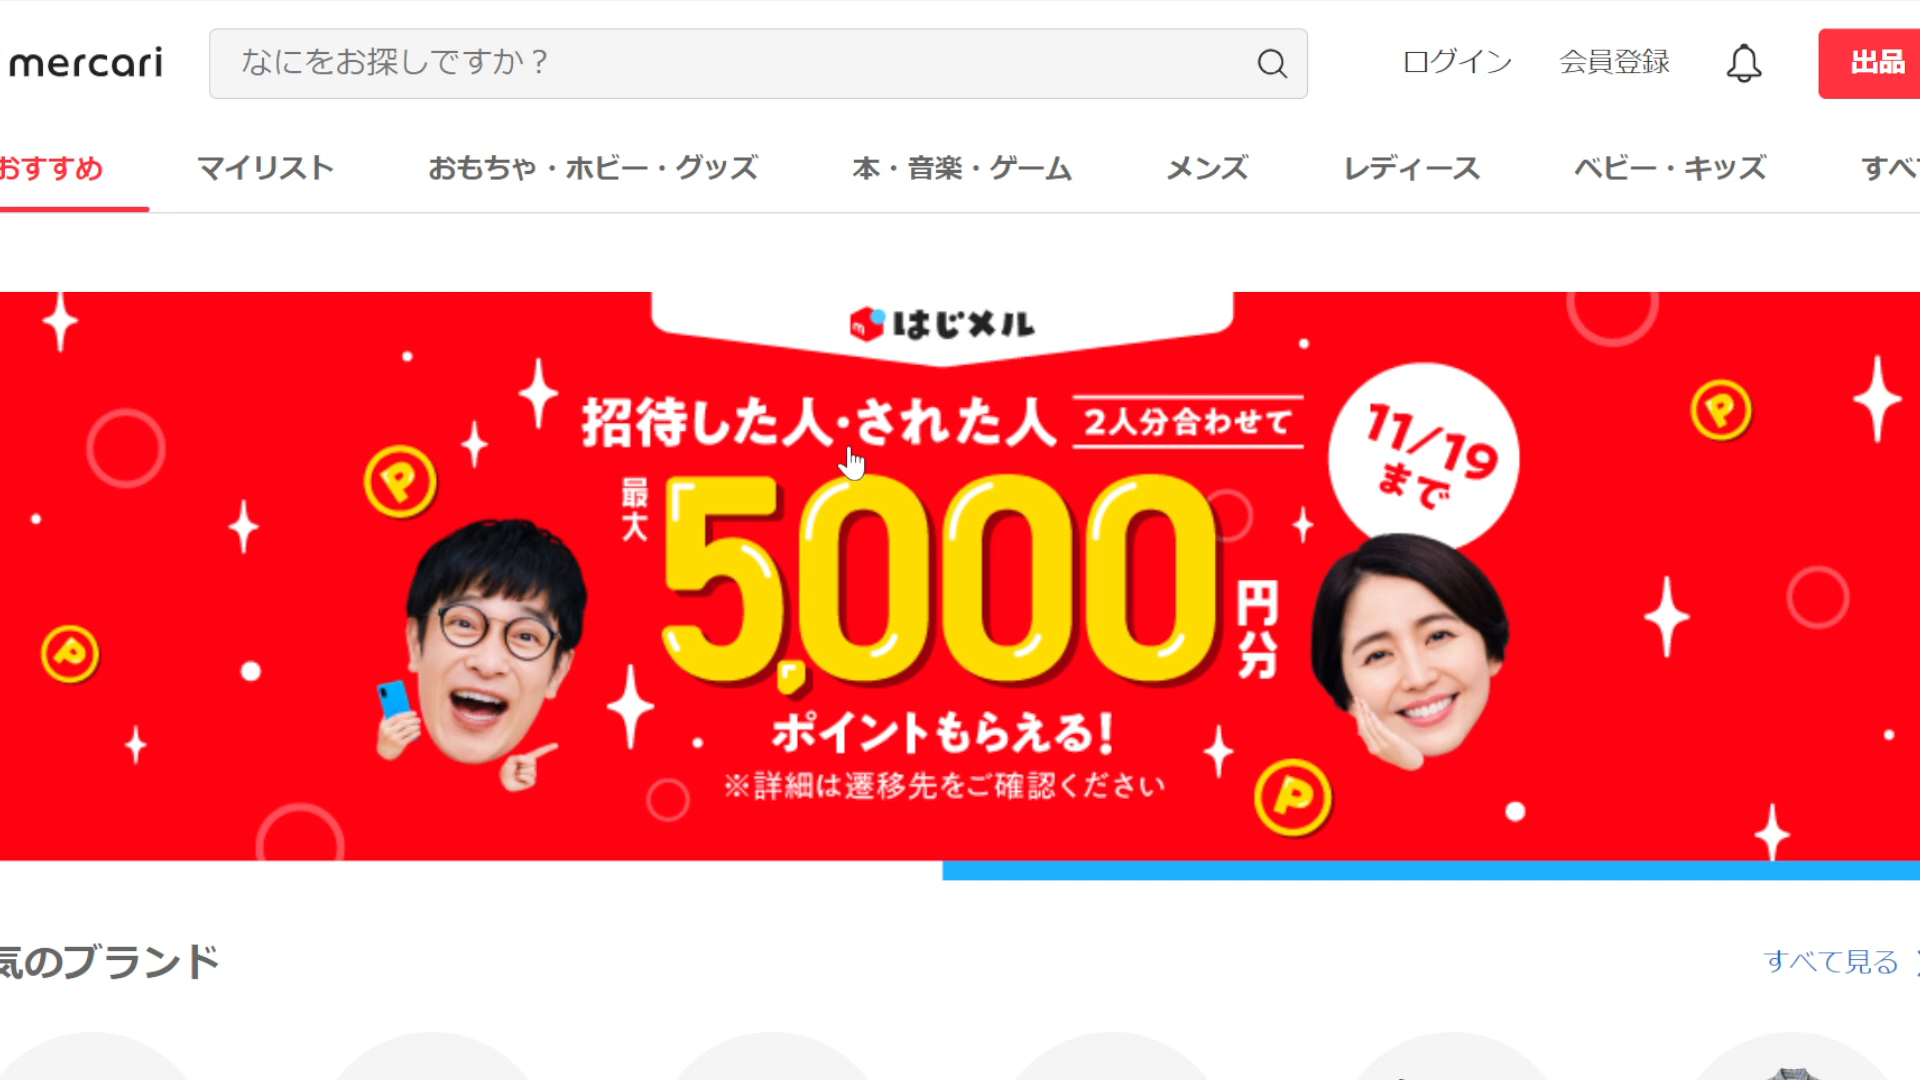 mercari
なにをお探しですか？
ログイン
会員登録
出品
おすすめ
マイリスト
おもちゃ・ホビー・グッズ
本・音楽・ゲーム
メンズ
レディース
ベビー・キッズ
すべ
はじメル
招待した人・された人 2人分合わせて
11/19
まで
最大
5,000
円分
ポイントもらえる！
※詳細は遷移先をご確認ください
気のブランド
すべて見る